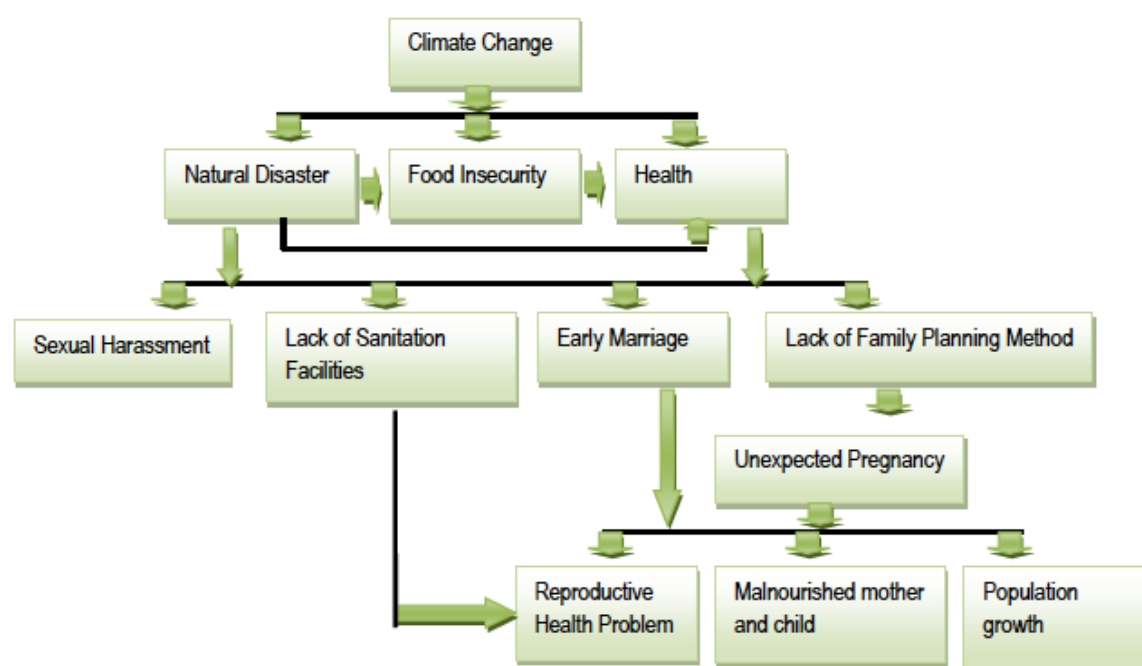 Climate Change
Natural Disaster
Food Insecurity
Health
Sexual Harassment
Lack of Sanitation
Facilities
Early Marriage
Lack of Family Planning Method
Unexpected Pregnancy
Reproductive
Health Problem
Malnourished mother
and child
Population
growth